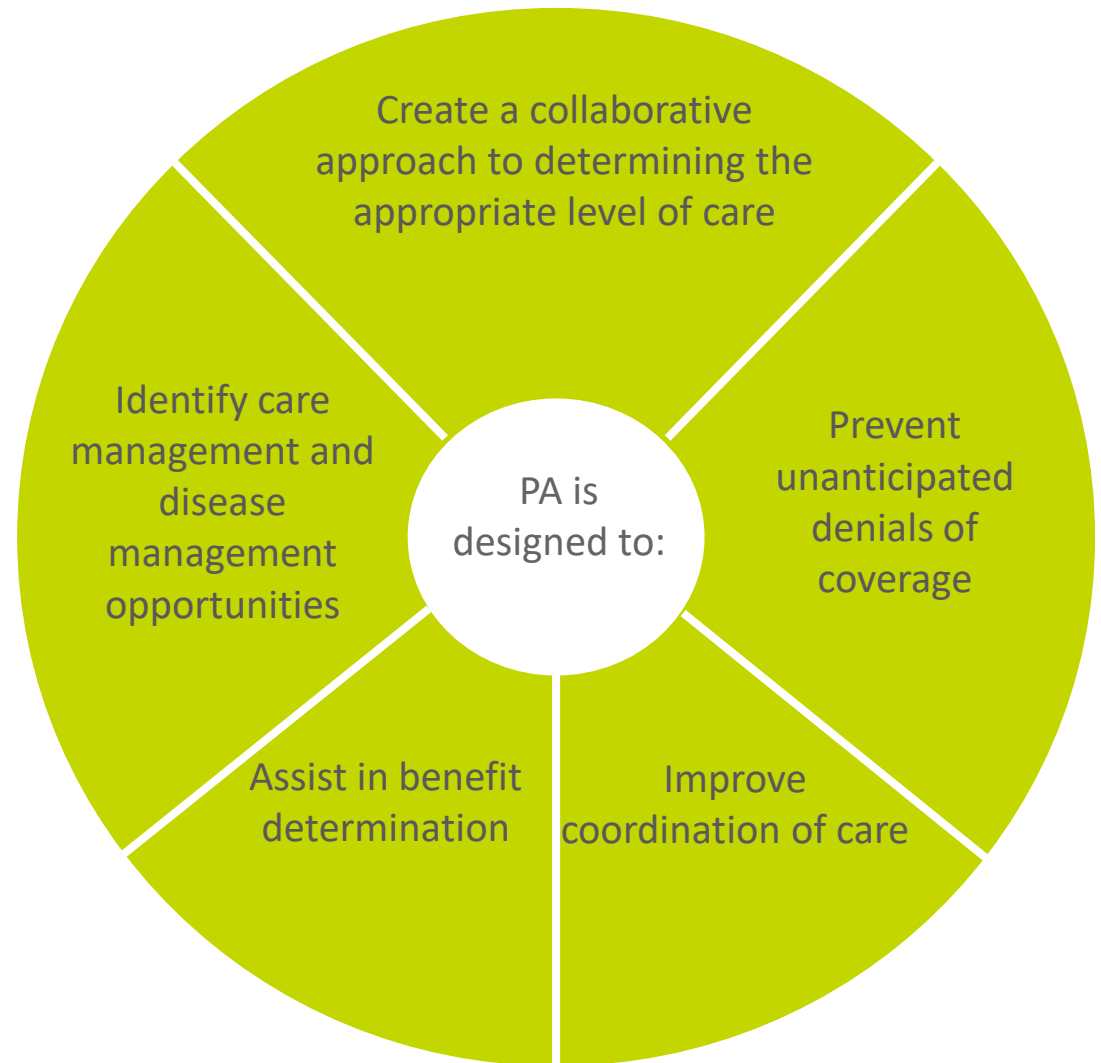 PA is
designed to:
Create a collaborative
approach to determining the
appropriate level of care
Prevent
unanticipated
denials of
coverage
Improve
coordination of care
Assist in benefit
determination
Identify care
management and
disease
management
opportunities